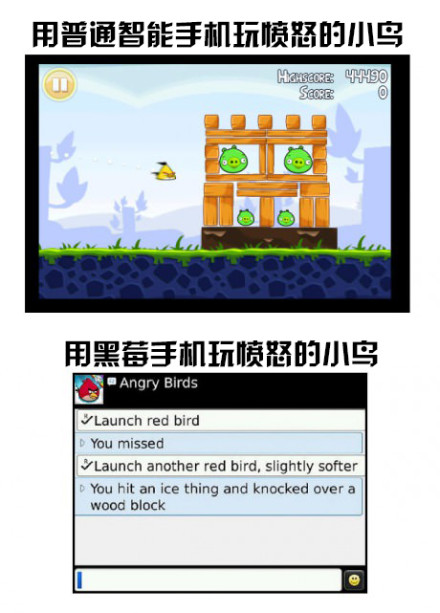 用普通智能手机玩愤怒的小鸟
HIGHSCORE: 44490
SCORE: 0
用黑莓手机玩愤怒的小鸟
Angry Birds
Launch red bird
You missed
Launch another red bird, slightly softer
You hit an ice thing and knocked over a
wood block